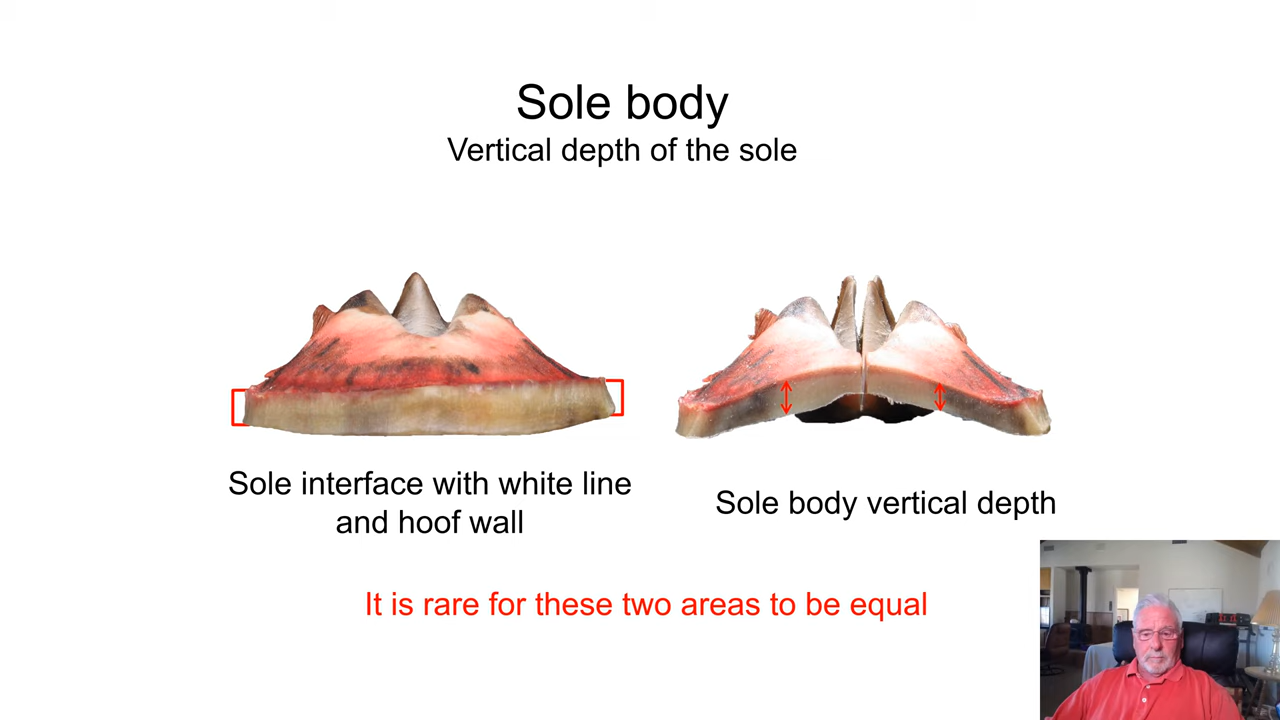 Sole body
Vertical depth of the sole
Sole interface with white line
and hoof wall
Sole body vertical depth
It is rare for these two areas to be equal